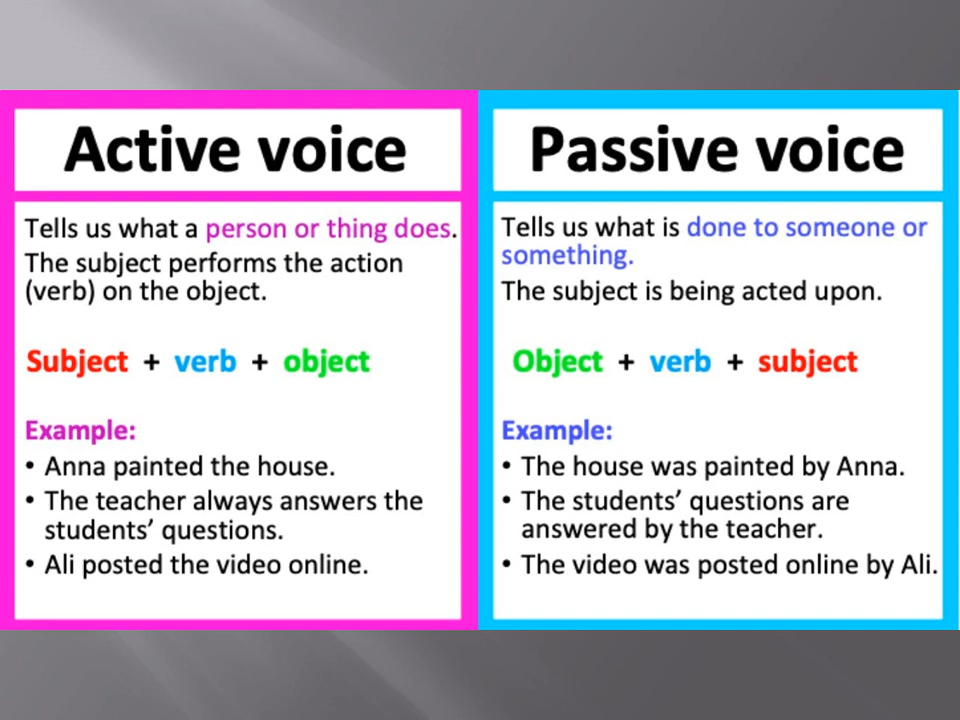 Active voice
Tells us what a person or thing does.
The subject performs the action
(verb) on the object.
Subject + verb + object
Example:
• Anna painted the house.
• The teacher always answers the
students’ questions.
• Ali posted the video online.
Passive voice
Tells us what is done to someone or
something.
The subject is being acted upon.
Object + verb + subject
Example:
• The house was painted by Anna.
• The students’ questions are
answered by the teacher.
• The video was posted online by Ali.